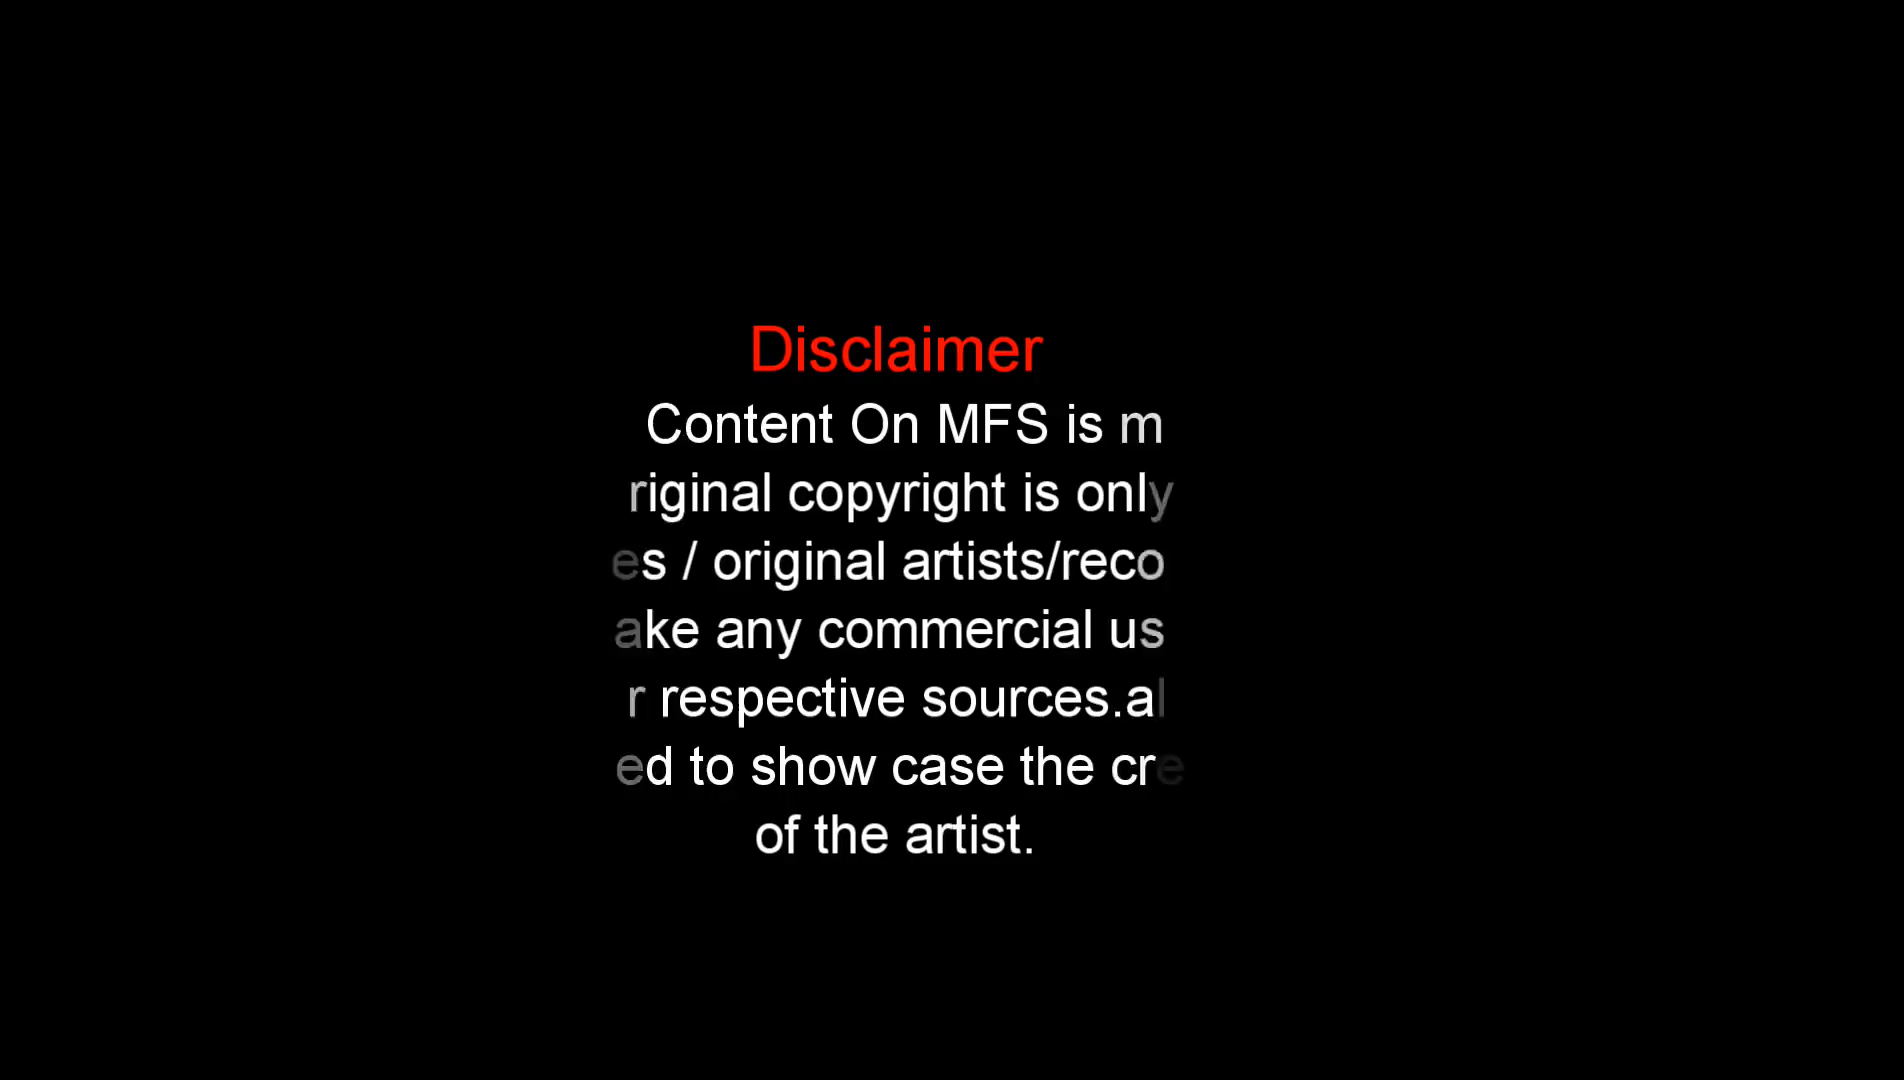 Disclaimer
Content On MFS is m
riginal copyright is only
es / original artists/reco
ake any commercial us
r respective sources.al
ed to show case the cre
of the artist.